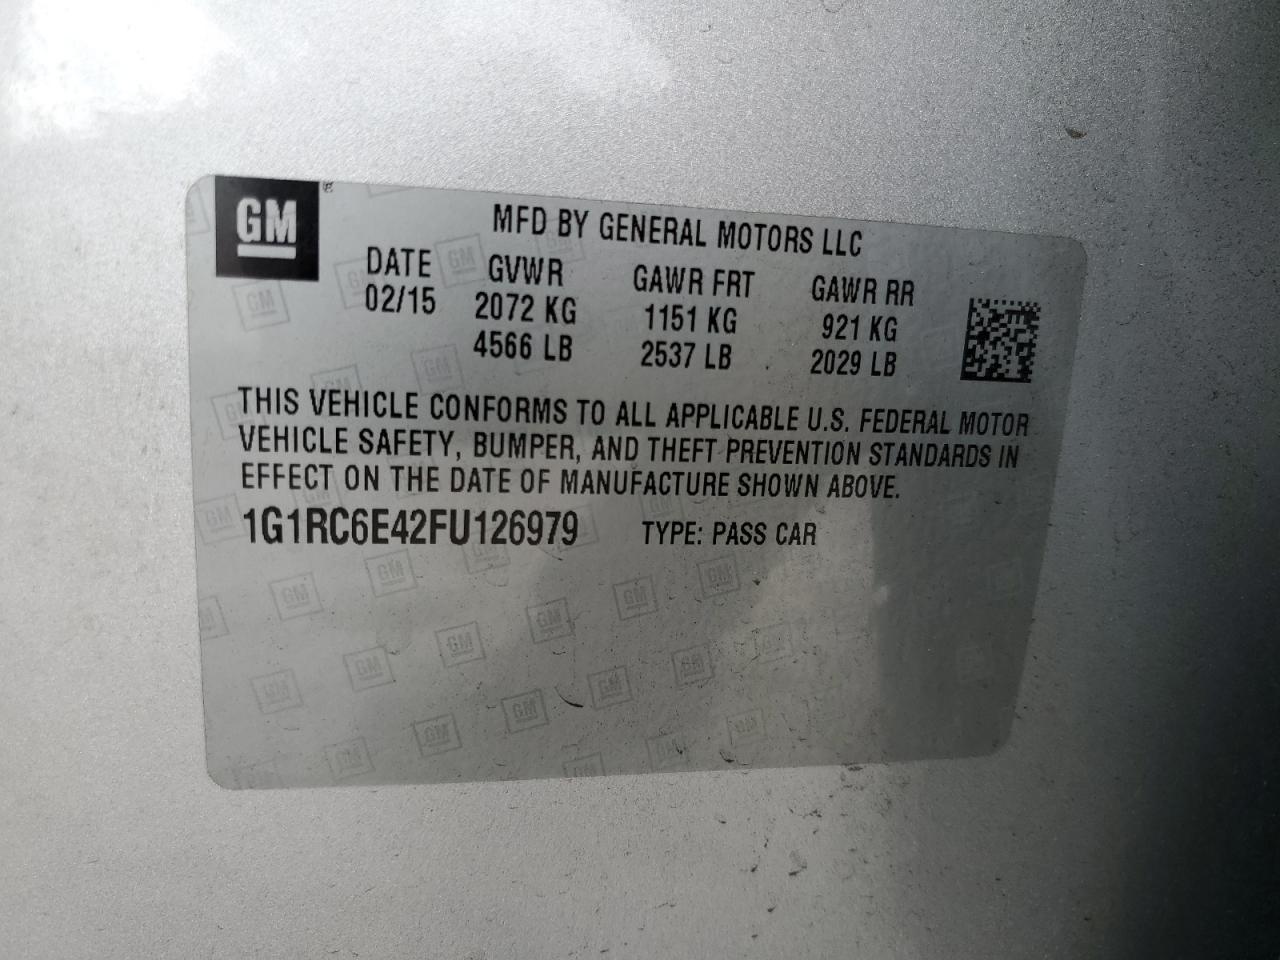 GM
MFD BY GENERAL MOTORS LLC
DATE GVWR GAWR FRT GAWR RR
02/15 2072 KG 1151 KG 921 KG
4566 LB 2537 LB 2029 LB
THIS VEHICLE CONFORMS TO ALL APPLICABLE U.S. FEDERAL MOTOR
VEHICLE SAFETY, BUMPER, AND THEFT PREVENTION STANDARDS IN
EFFECT ON THE DATE OF MANUFACTURE SHOWN ABOVE.
1G1RC6E42FU126979 TYPE: PASS CAR